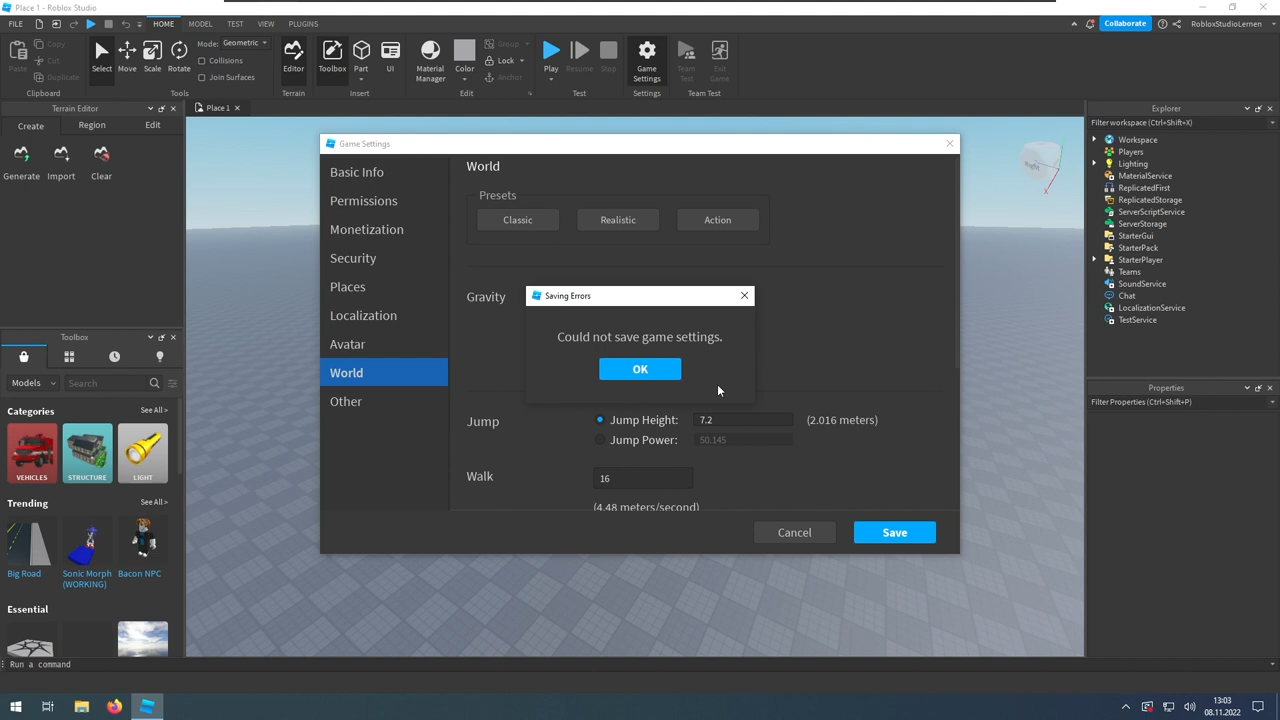 Place 1 - Roblox Studio
FILE
HOME
MODEL
TEST
VIEW
PLUGINS
Collaborate
RobloxStudioLernen
Paste
Copy
Cut
Duplicate
Clipboard
Select
Move
Scale
Rotate
Mode: Geometric
Collisions
Join Surfaces
Tools
Editor
Terrain
Toolbox
Part
UI
Insert
Material
Manager
Color
Group
Lock
Anchor
Edit
Play
Resume
Stop
Test
Game
Settings
Settings
Team
Test
Exit
Game
Team Test
Terrain Editor
Create
Region
Edit
Generate
Import
Clear
Toolbox
Models
Search
Categories
See All >
VEHICLES
STRUCTURE
LIGHT
Trending
See All >
Big Road
Sonic Morph
(WORKING)
Bacon NPC
Essential
Run a command
Place 1
Game Settings
Basic Info
Permissions
Monetization
Security
Places
Localization
Avatar
World
Other
World
Presets
Classic
Realistic
Action
Gravity
Saving Errors
Could not save game settings.
OK
Jump
Jump Height:
7.2
(2.016 meters)
Jump Power:
50.145
Walk
16
(4.48 meters/second)
Cancel
Save
Explorer
Filter workspace (Ctrl+Shift+X)
Workspace
Players
Lighting
MaterialService
ReplicatedFirst
ReplicatedStorage
ServerScriptService
ServerStorage
StarterGui
StarterPack
StarterPlayer
Teams
SoundService
Chat
LocalizationService
TestService
Properties
Filter Properties (Ctrl+Shift+P)
13:03
08.11.2022